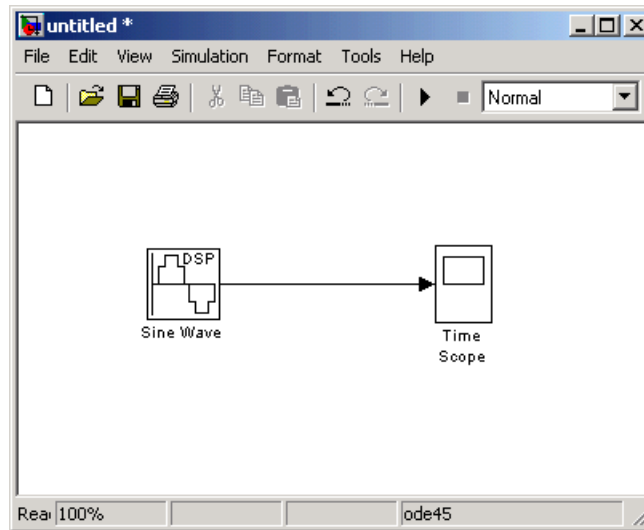 untitled *
File Edit View Simulation Format Tools Help
Normal
DSP
Sine Wave
Time
Scope
Rea 100% ode45